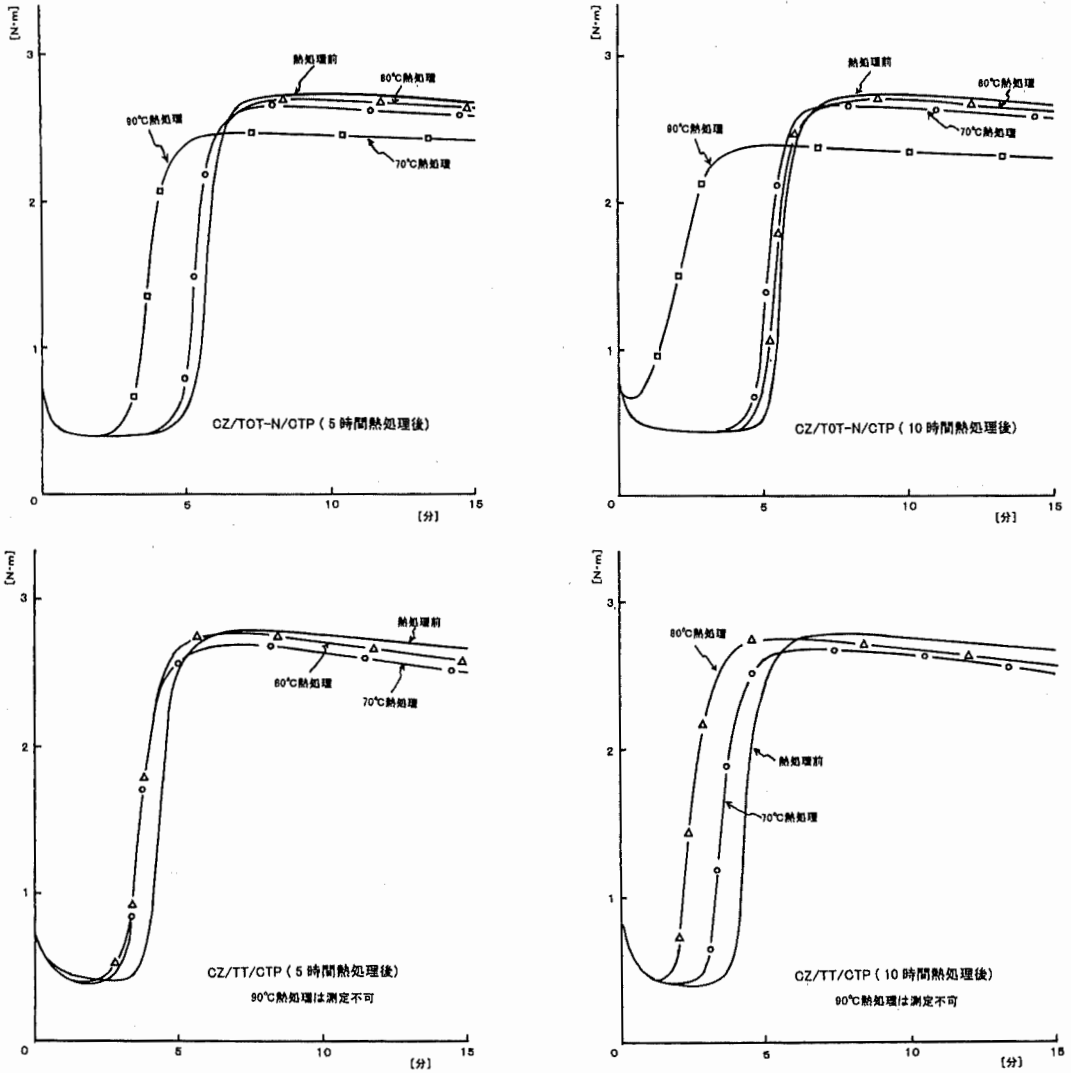 [N·m]
3
2
1
0
5
10
15
[分]
熱処理前
80℃熱処理
90℃熱処理
70℃熱処理
CZ/TOT-N/CTP ( 5 時間熱処理後)
[N·m]
3
2
1
0
5
10
15
[分]
熱処理前
80℃熱処理
90℃熱処理
70℃熱処理
CZ/TOT-N/CTP ( 10 時間熱処理後)
[N·m]
3
2
1
0
5
10
15
[分]
熱処理前
80℃熱処理
70℃熱処理
CZ/TT/CTP ( 5 時間熱処理後)
90℃熱処理は測定不可
[N·m]
3
2
1
0
5
10
15
[分]
80℃熱処理
熱処理前
70℃熱処理
CZ/TT/CTP ( 10 時間熱処理後)
90℃熱処理は測定不可